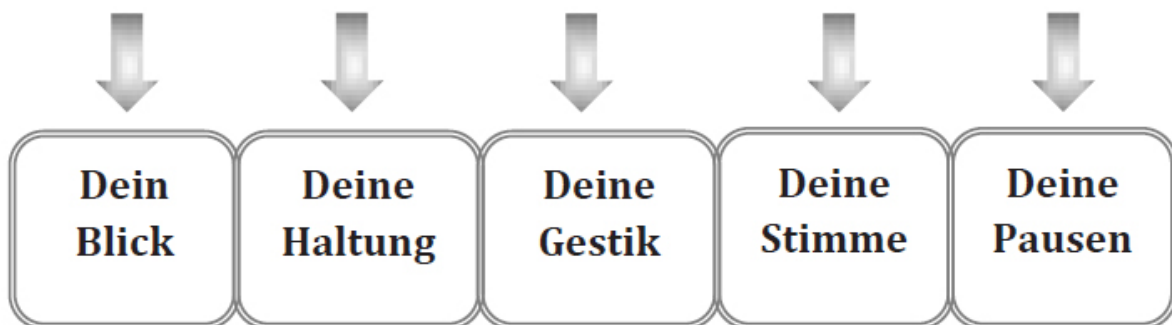 Dein
Blick
Deine
Haltung
Deine
Gestik
Deine
Stimme
Deine
Pausen